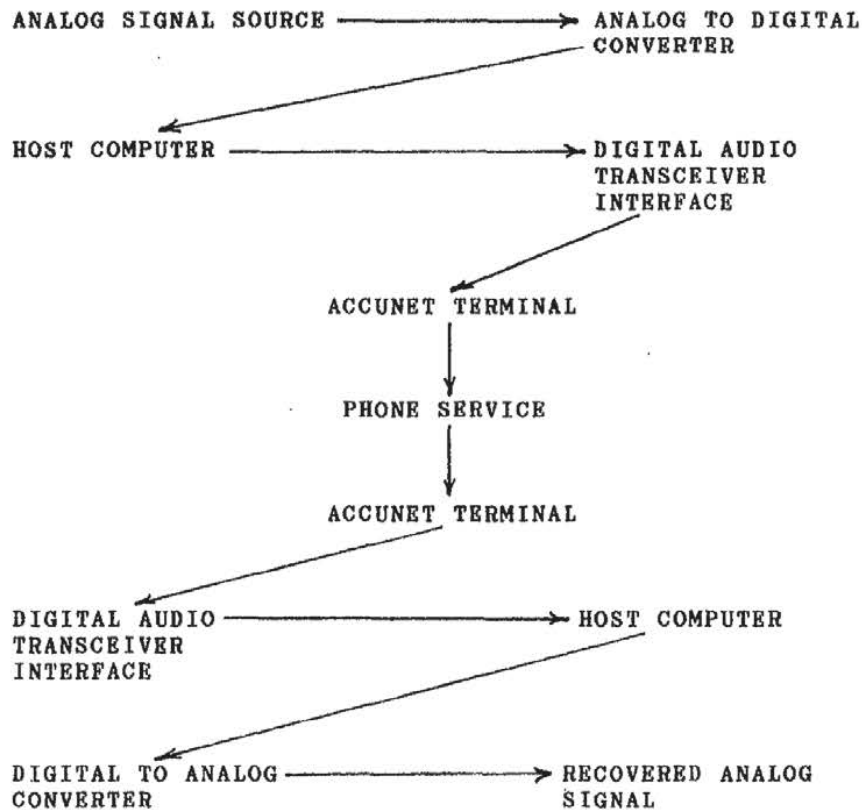 ANALOG SIGNAL SOURCE
ANALOG TO DIGITAL
CONVERTER
HOST COMPUTER
DIGITAL AUDIO
TRANSCEIVER
INTERFACE
ACCUNET TERMINAL
PHONE SERVICE
ACCUNET TERMINAL
DIGITAL AUDIO
TRANSCEIVER
INTERFACE
HOST COMPUTER
DIGITAL TO ANALOG
CONVERTER
RECOVERED ANALOG
SIGNAL